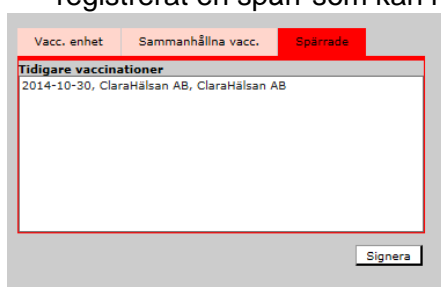 registrerat en spärr som kan
Vacc. enhet Sammanhållna vacc. Spärrade
Tidigare vaccinationer
2014-10-30, ClaraHälsan AB, ClaraHälsan AB
Signera